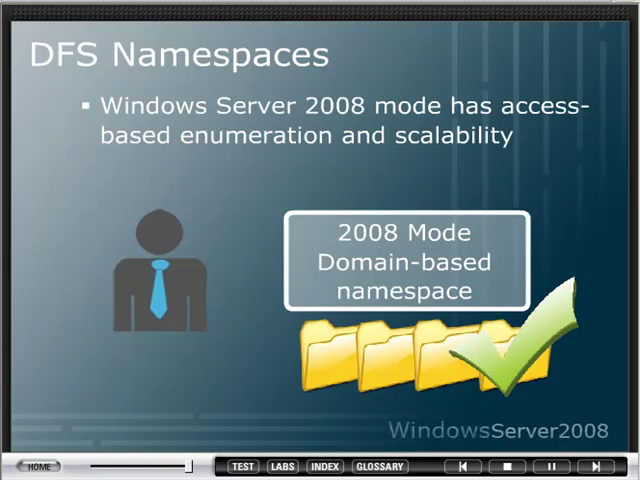 DFS Namespaces
▪ Windows Server 2008 mode has access-
based enumeration and scalability
2008 Mode
Domain-based
namespace
WindowsServer2008
HOME TEST LABS INDEX GLOSSARY